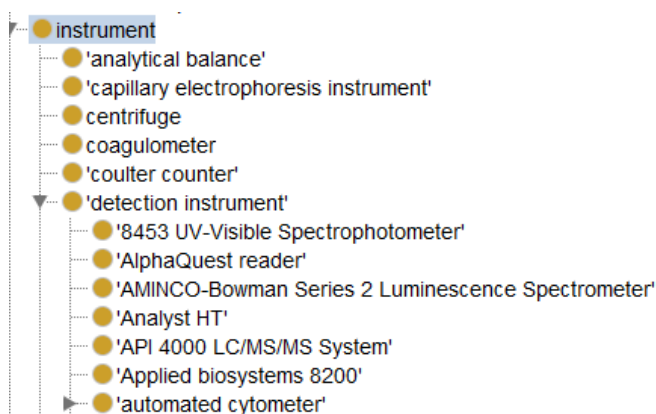 instrument
'analytical balance'
'capillary electrophoresis instrument'
centrifuge
coagulometer
'coulter counter'
'detection instrument'
'8453 UV-Visible Spectrophotometer'
'AlphaQuest reader'
'AMINCO-Bowman Series 2 Luminescence Spectrometer'
'Analyst HT'
'API 4000 LC/MS/MS System'
'Applied biosystems 8200'
'automated cytometer'